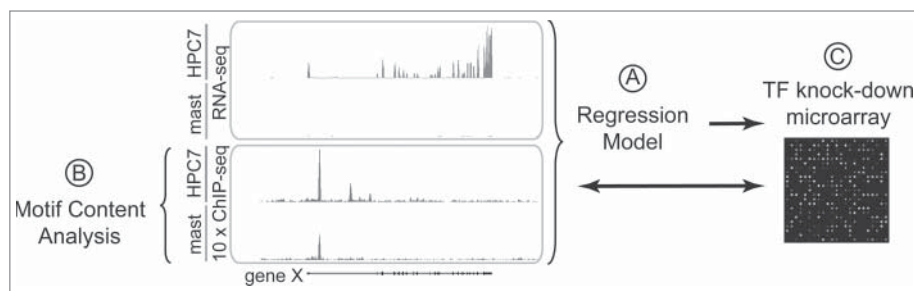 HPC7
mast
RNA-seq
Ⓐ
Regression
Model
Ⓒ
TF knock-down
microarray
Ⓑ
Motif Content
Analysis
HPC7
mast
10 x ChIP-seq
gene X